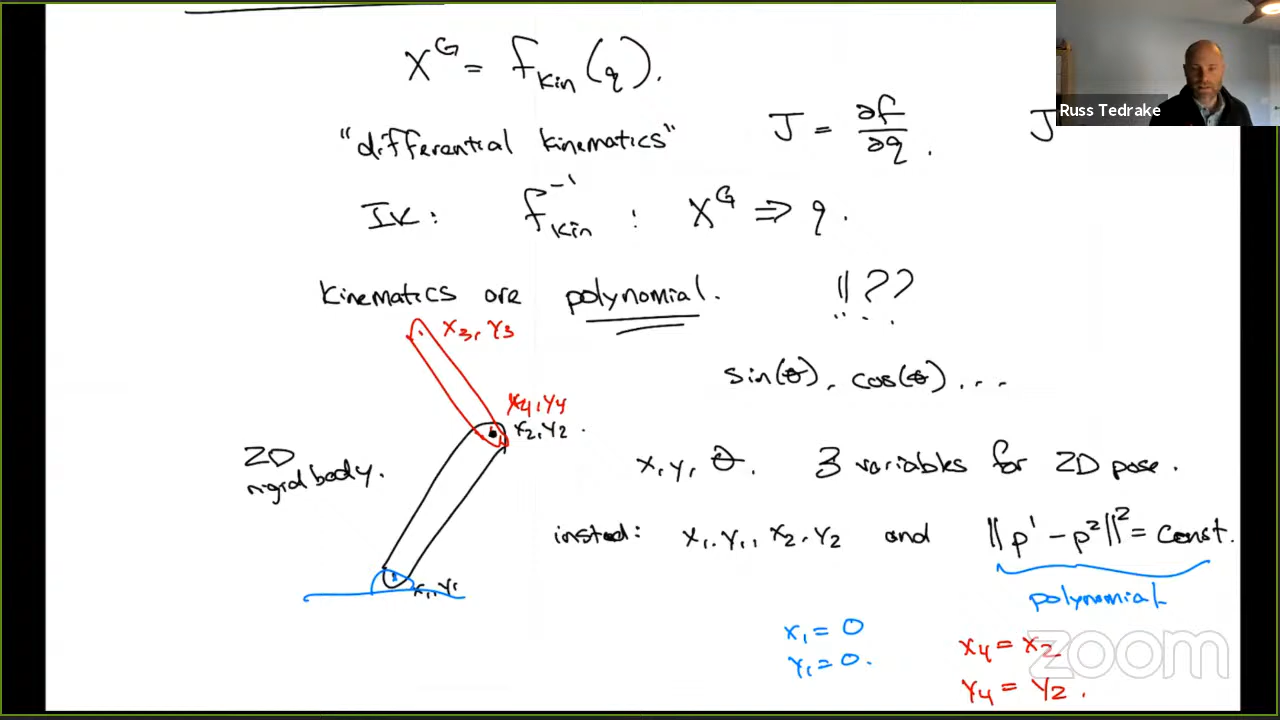 X^G = f_kin(q).
Russ Tedrake
"differential kinematics" J = ∂f/∂q . J
IK: f_kin^-1 : X^G ⇒ q.
kinematics are polynomial. !!??
x3, y3
sin(θ), cos(θ)...
x4, y4
x2, y2 .
2D
rigid body.
x, y, θ. 3 variables for 2D pose.
instead: x1, y1, x2, y2 and ||p^1 - p^2||^2 = const.
x1, y1
polynomial
x1 = 0
y1 = 0.
x4 = x2
y4 = y2.
zoom